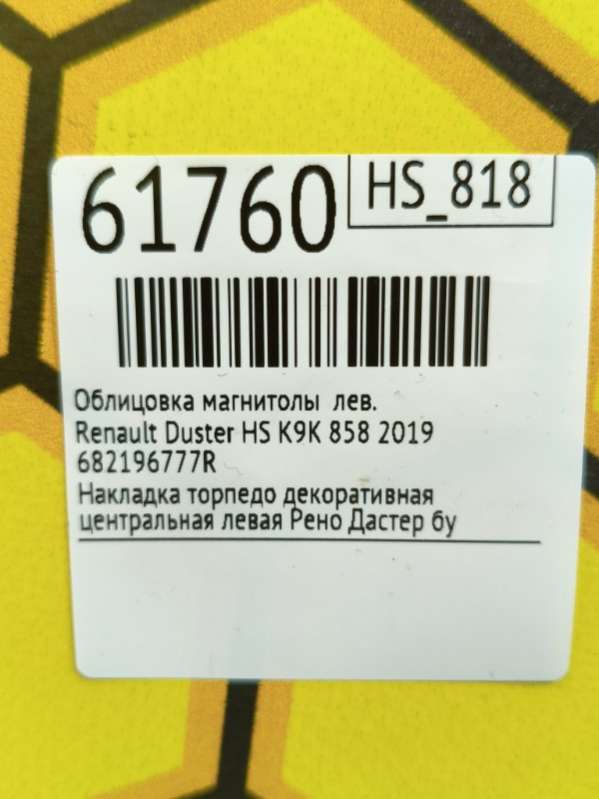 61760
HS_818
Облицовка магнитолы лев.
Renault Duster HS K9K 858 2019
682196777R
Накладка торпедо декоративная
центральная левая Рено Дастер бу